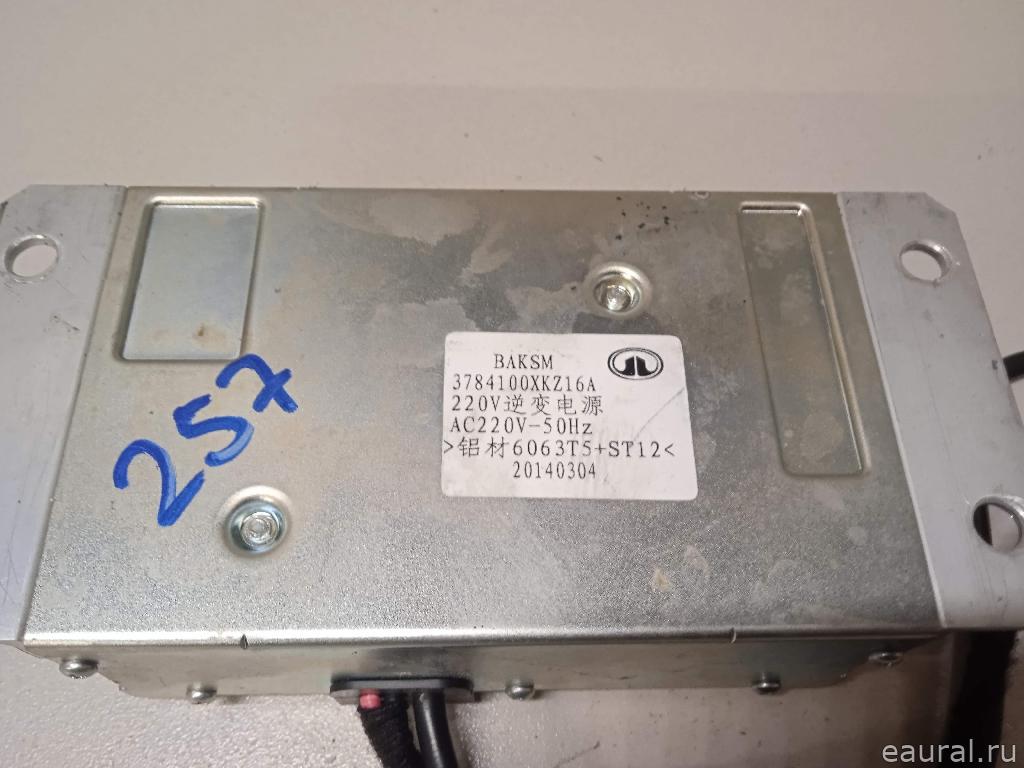 BAKSM
3784100XKZ16A
220V逆变电源
AC220V-50Hz
>铝材6063T5+ST12<
20140304
257
eaural.ru